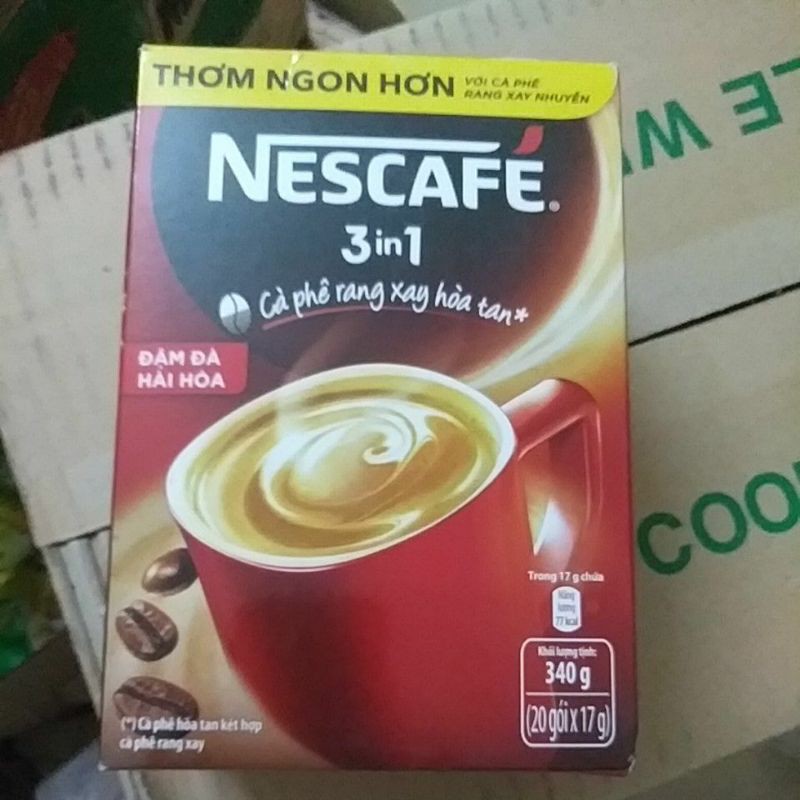 THƠM NGON HƠN VỚI CÀ PHÊ
RANG XAY NHUYỄN
NESCAFÉ®
3in1
Cà phê rang xay hòa tan*
ĐẬM ĐÀ
HÀI HÒA
Trong 17 g chứa
Năng
lượng
77 kcal
Khối lượng tịnh:
340 g
(20 gói x 17 g)
(*) Cà phê hòa tan kết hợp
cà phê rang xay